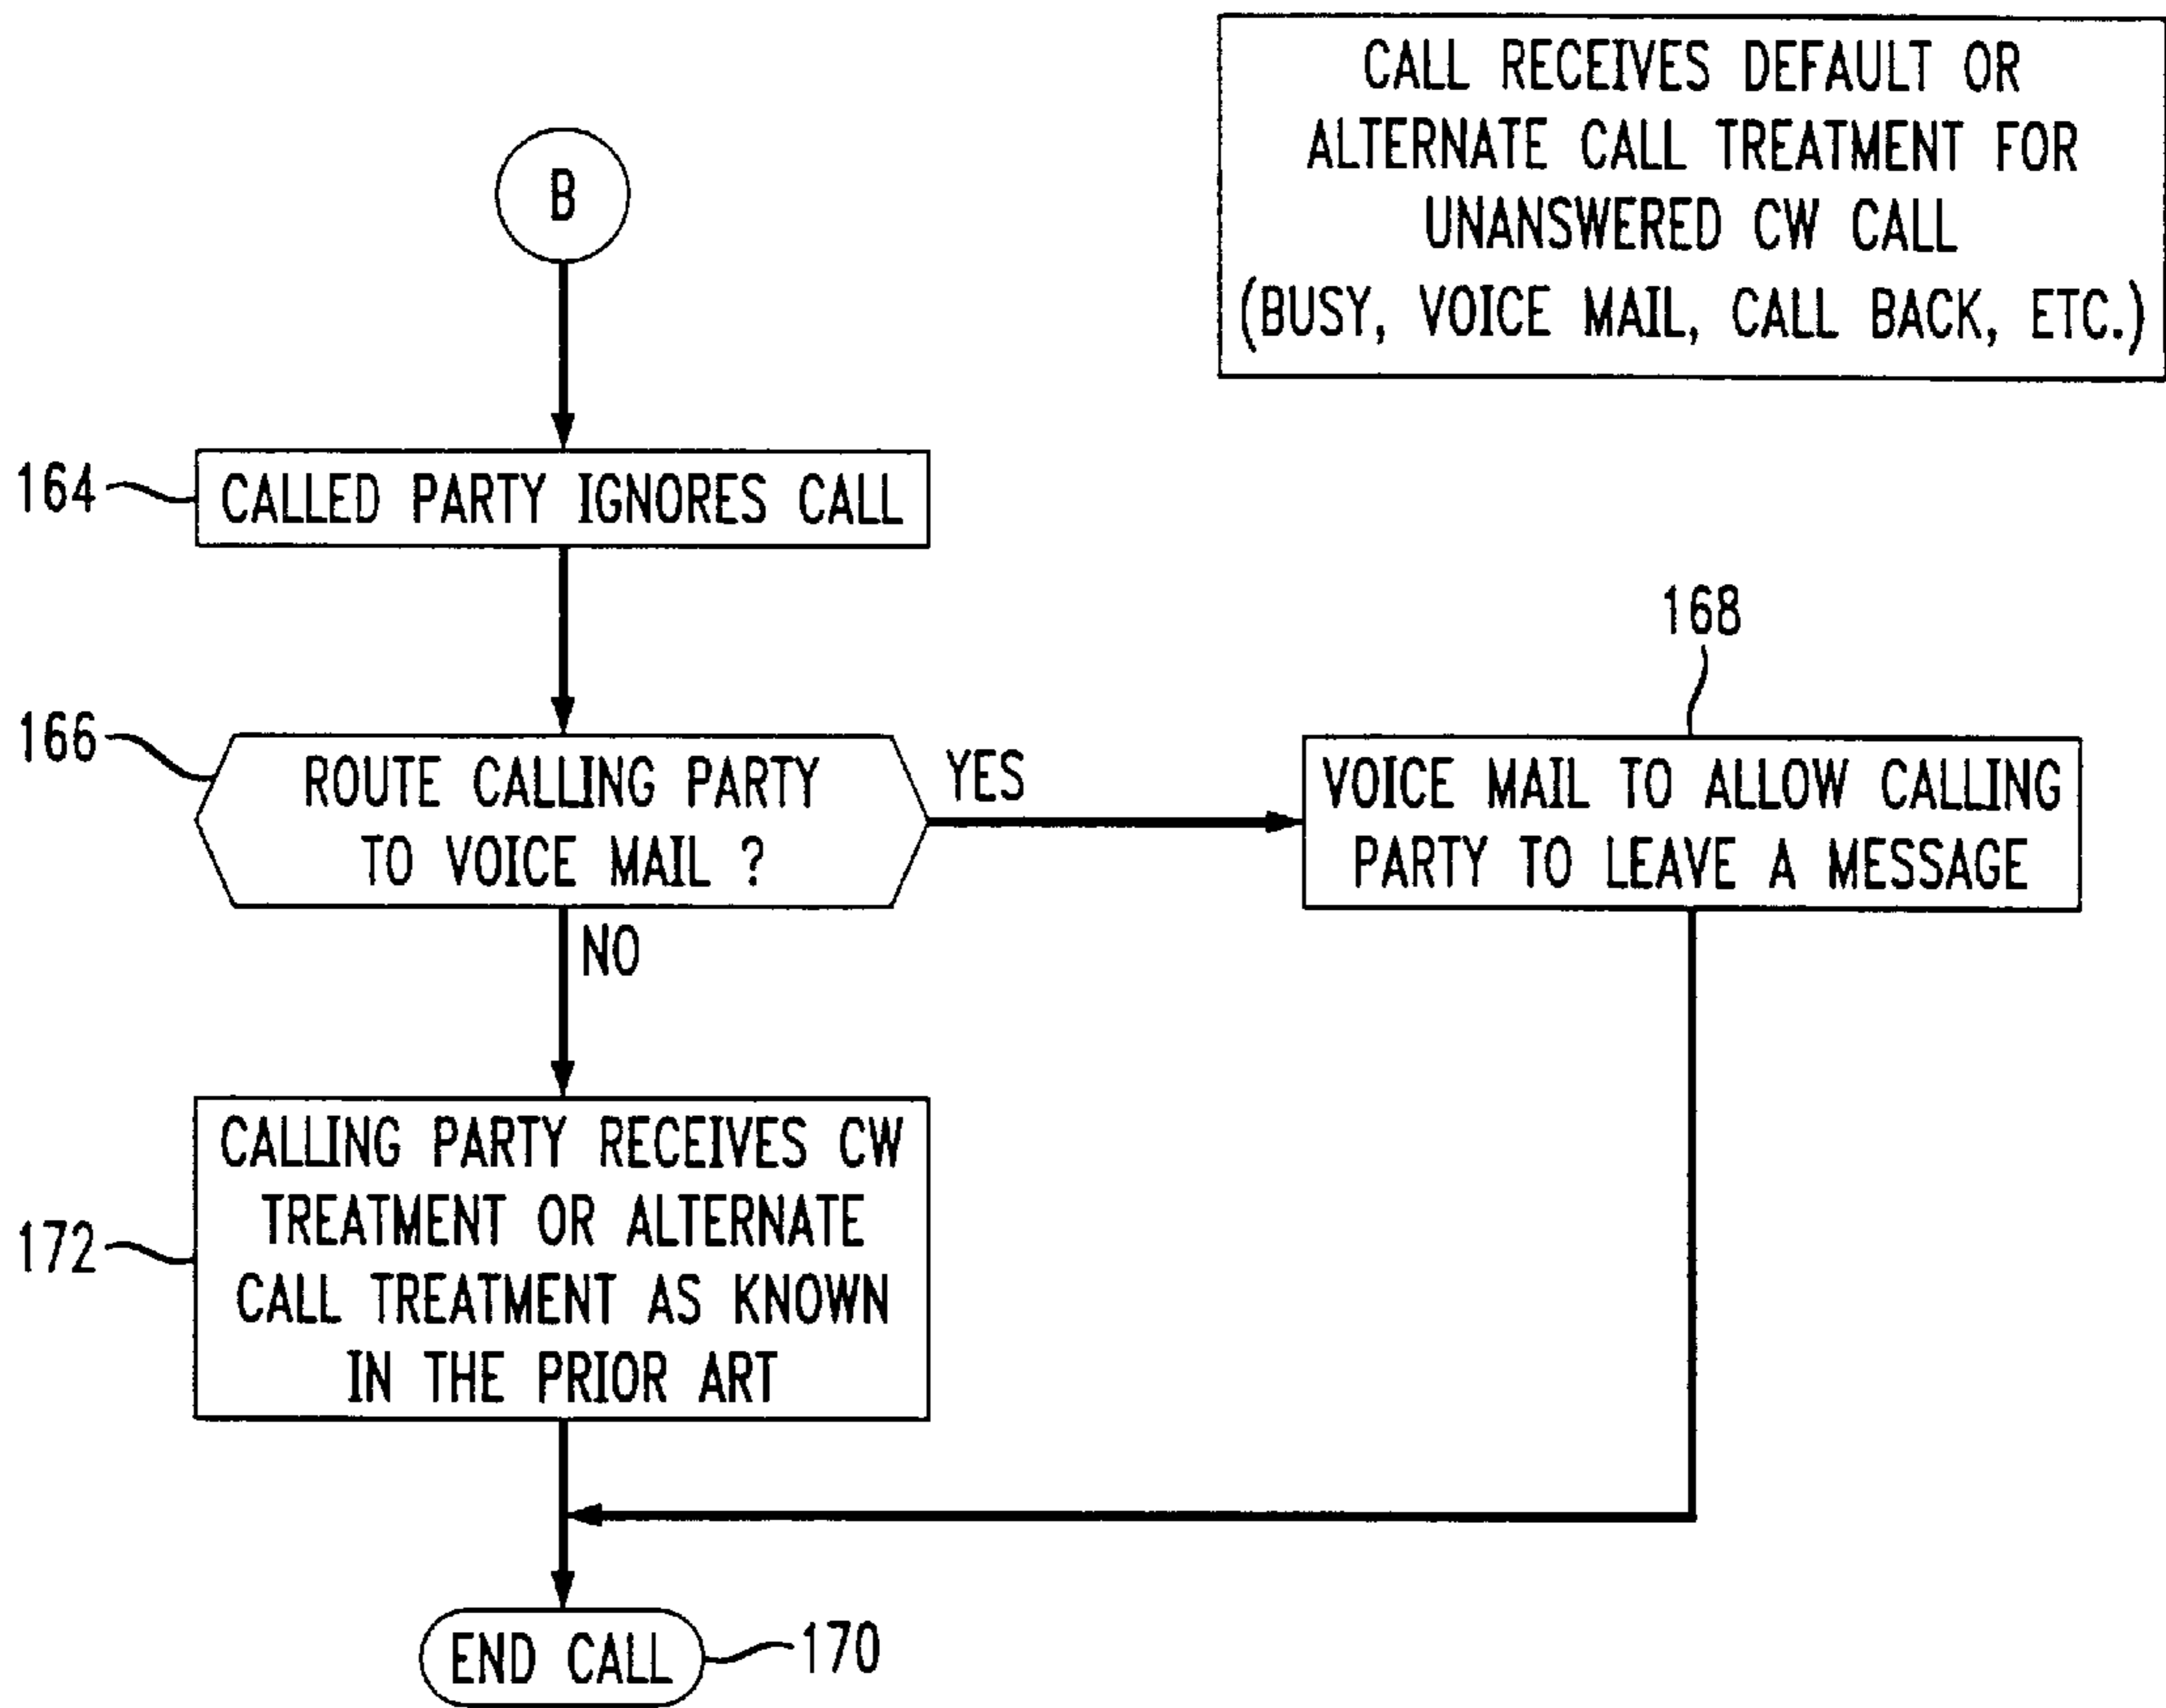 CALL RECEIVES DEFAULT OR
ALTERNATE CALL TREATMENT FOR
UNANSWERED CW CALL
(BUSY, VOICE MAIL, CALL BACK, ETC.)
B
164
CALLED PARTY IGNORES CALL
166
ROUTE CALLING PARTY
TO VOICE MAIL ?
YES
NO
168
VOICE MAIL TO ALLOW CALLING
PARTY TO LEAVE A MESSAGE
172
CALLING PARTY RECEIVES CW
TREATMENT OR ALTERNATE
CALL TREATMENT AS KNOWN
IN THE PRIOR ART
END CALL
170